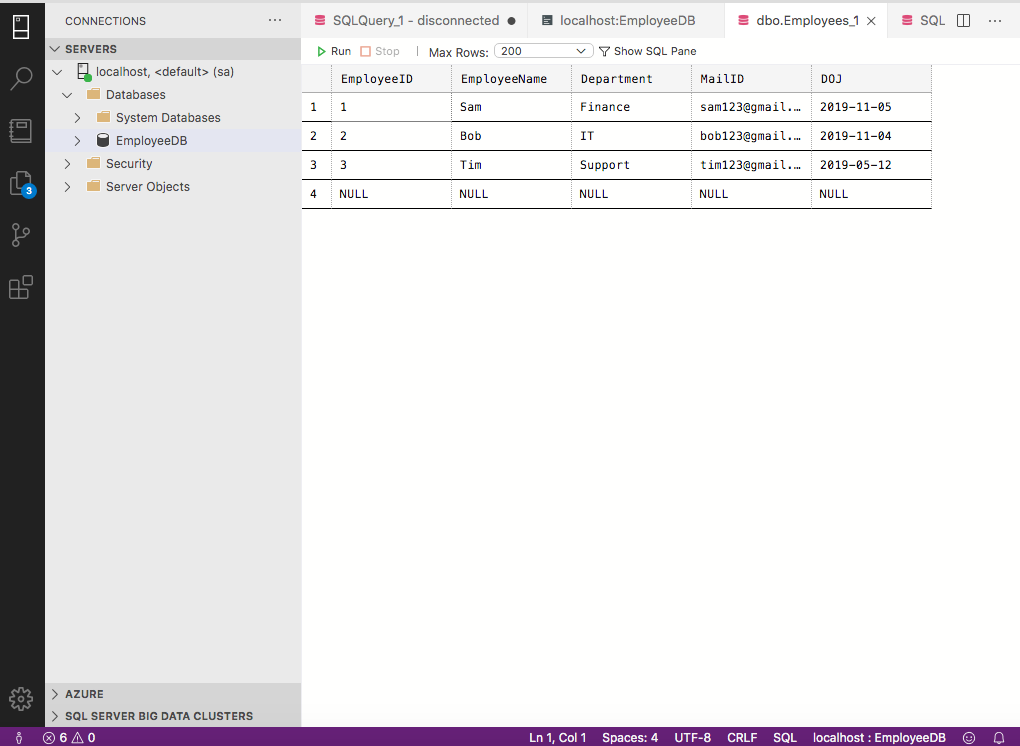 CONNECTIONS
SQLQuery_1 - disconnected
localhost:EmployeeDB
dbo.Employees_1
SQL
SERVERS
Run Stop Max Rows: 200 Show SQL Pane
localhost, <default> (sa)
Databases
System Databases
EmployeeDB
Security
Server Objects
EmployeeID EmployeeName Department MailID DOJ
1 1 Sam Finance sam123@gmail.… 2019-11-05
2 2 Bob IT bob123@gmail.… 2019-11-04
3 3 Tim Support tim123@gmail.… 2019-05-12
4 NULL NULL NULL NULL NULL
3
AZURE
SQL SERVER BIG DATA CLUSTERS
6 0 Ln 1, Col 1 Spaces: 4 UTF-8 CRLF SQL localhost : EmployeeDB